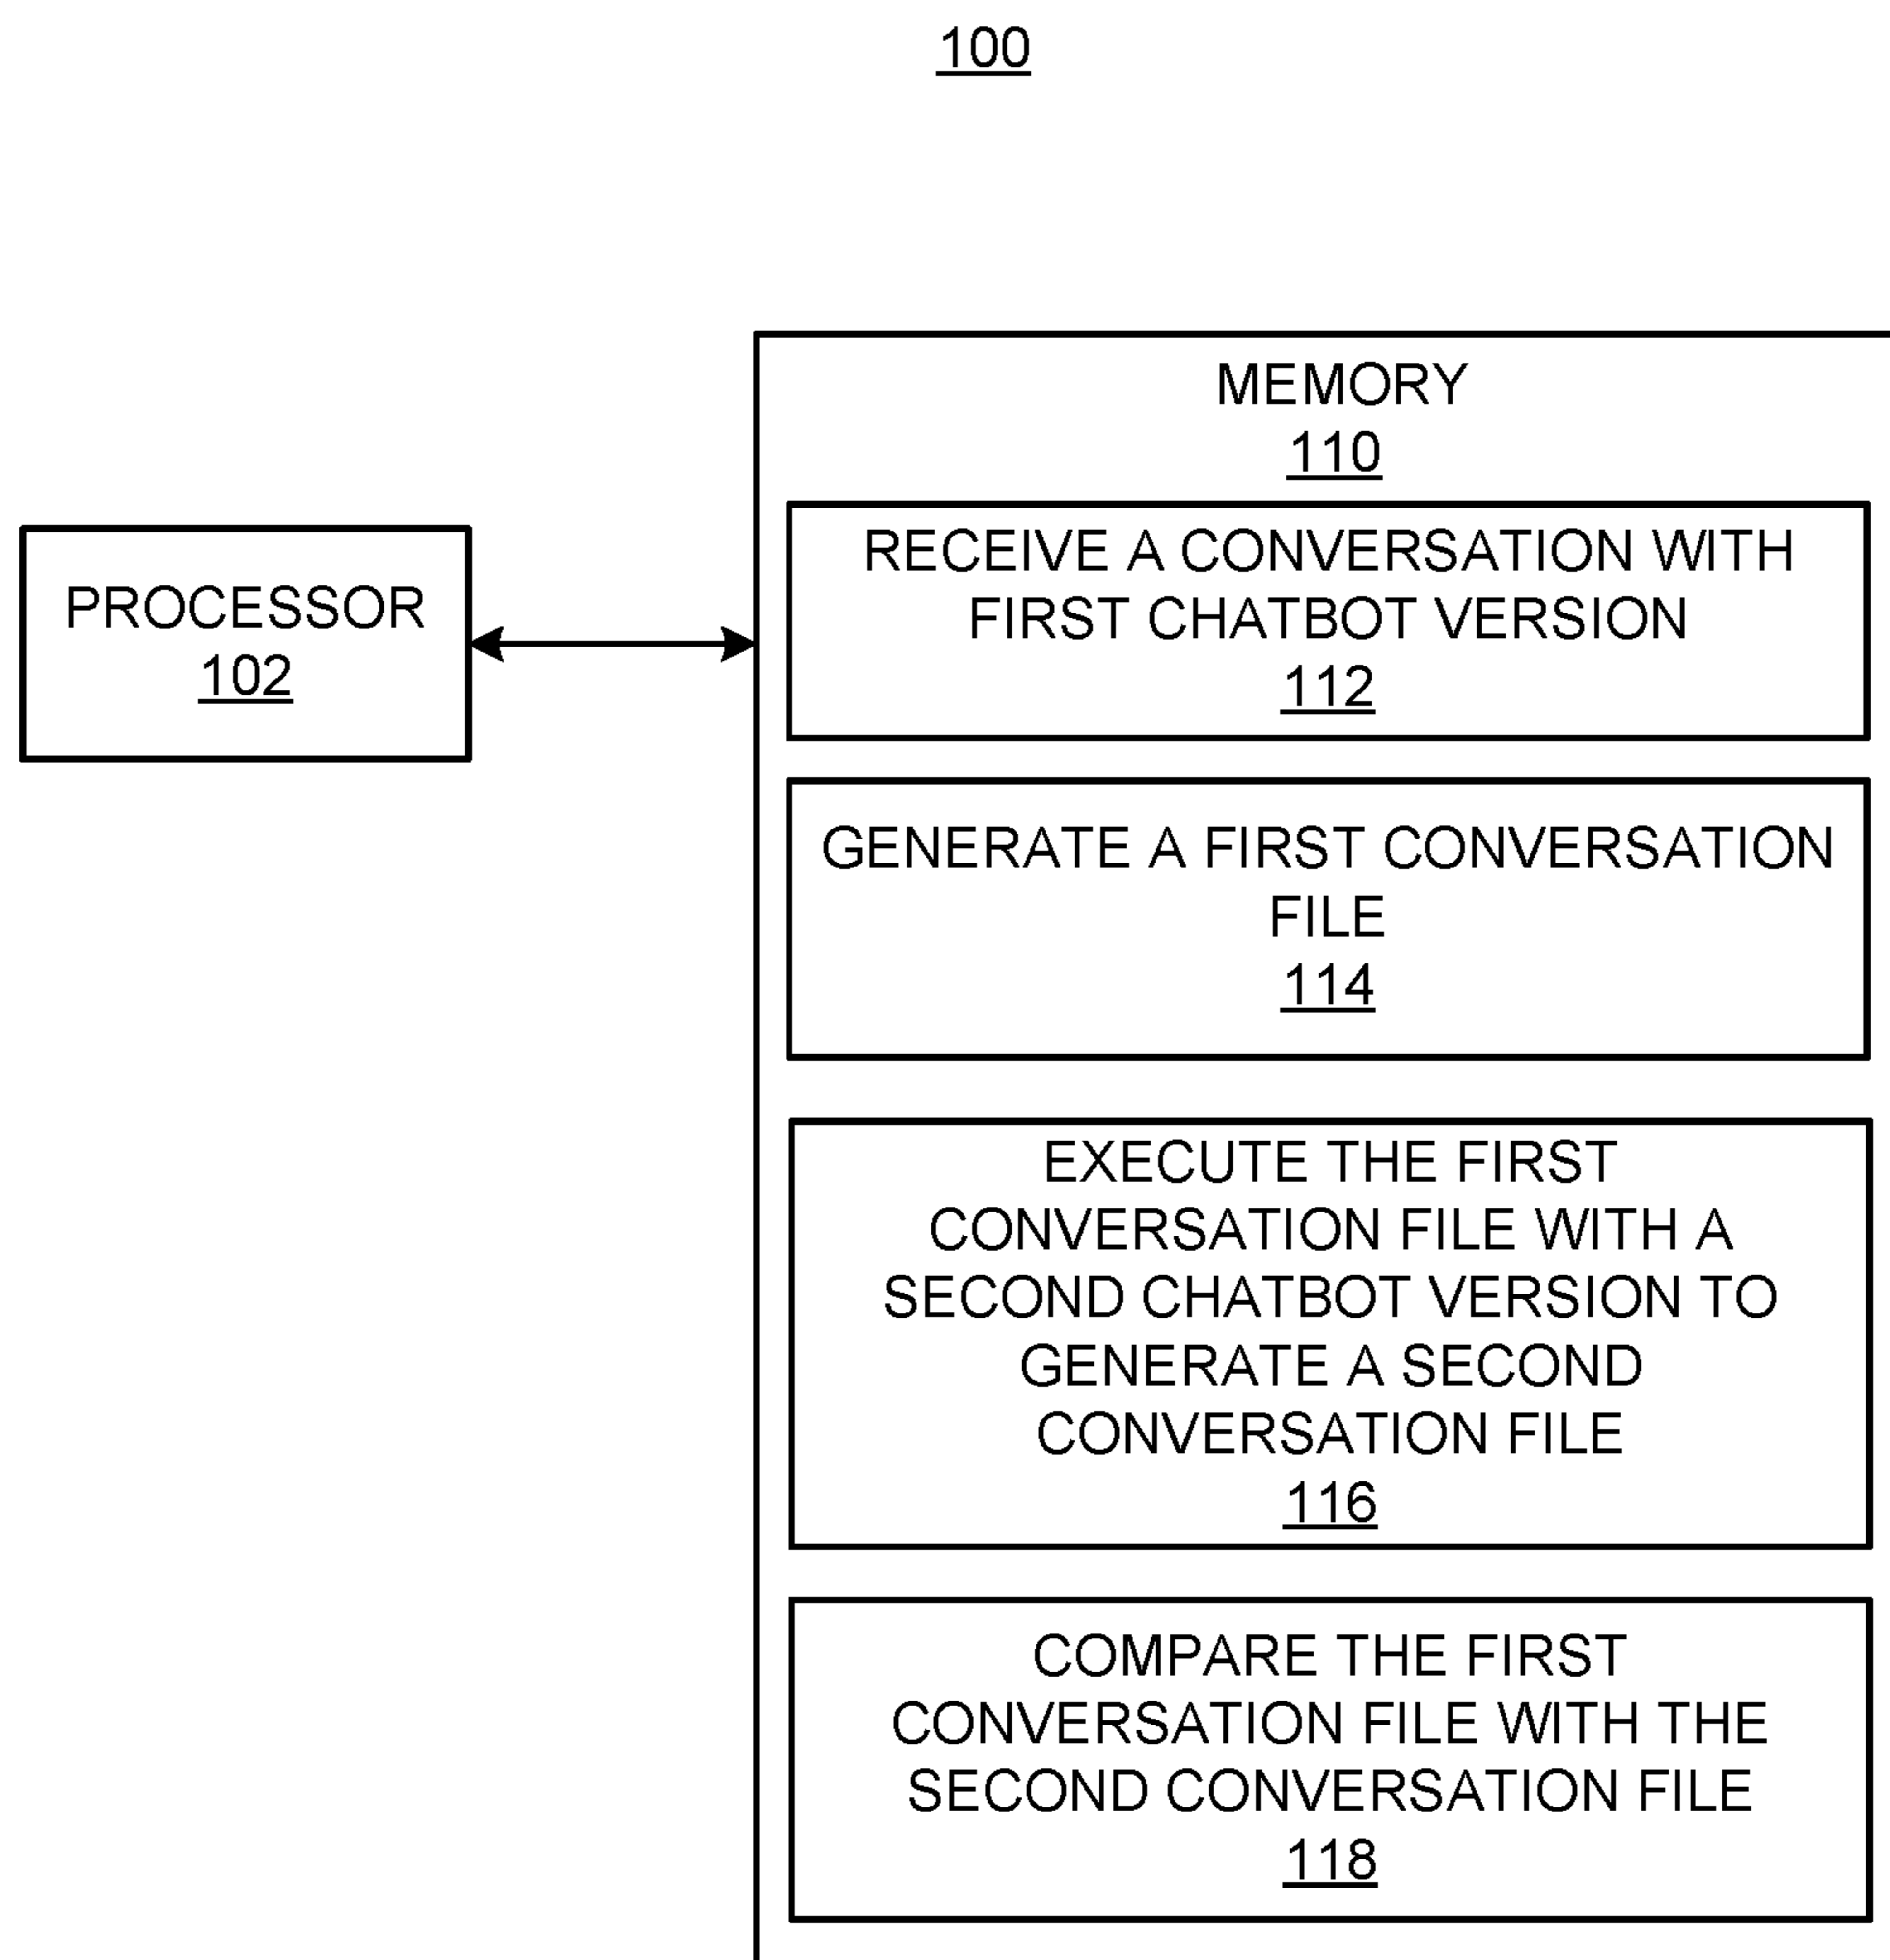 100
PROCESSOR
102
MEMORY
110
RECEIVE A CONVERSATION WITH
FIRST CHATBOT VERSION
112
GENERATE A FIRST CONVERSATION
FILE
114
EXECUTE THE FIRST
CONVERSATION FILE WITH A
SECOND CHATBOT VERSION TO
GENERATE A SECOND
CONVERSATION FILE
116
COMPARE THE FIRST
CONVERSATION FILE WITH THE
SECOND CONVERSATION FILE
118